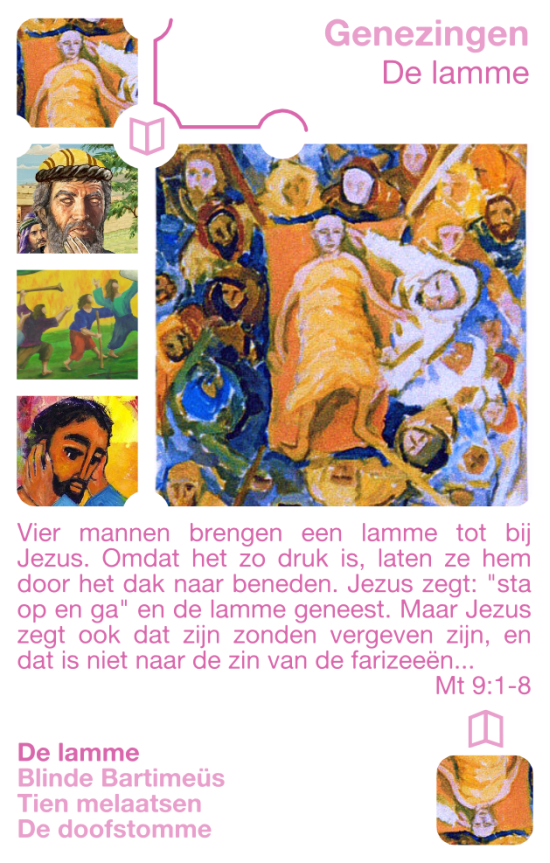 Genezingen
De lamme
Vier mannen brengen een lamme tot bij
Jezus. Omdat het zo druk is, laten ze hem
door het dak naar beneden. Jezus zegt: "sta
op en ga" en de lamme geneest. Maar Jezus
zegt ook dat zijn zonden vergeven zijn, en
dat is niet naar de zin van de farizeeën...
Mt 9:1-8
De lamme
Blinde Bartimeüs
Tien melaatsen
De doofstomme